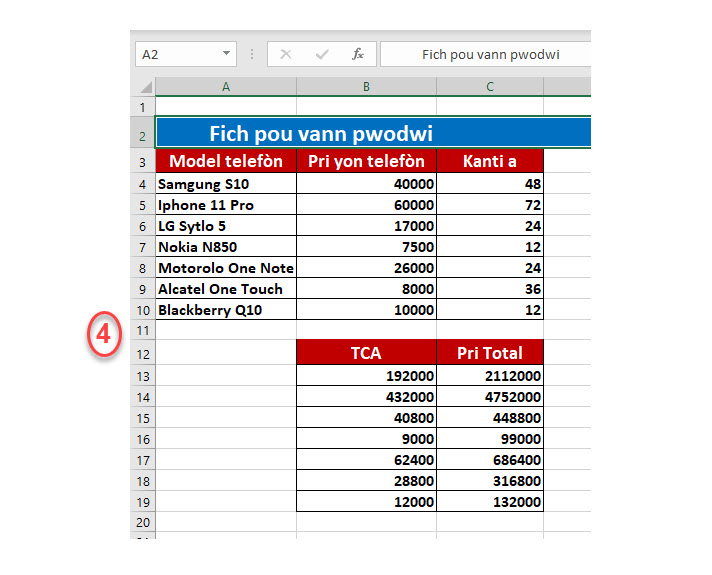 A2 fx Fich pou vann pwodwi
A B C
1
2 Fich pou vann pwodwi
3 Model telefòn Pri yon telefòn Kanti a
4 Samgung S10 40000 48
5 Iphone 11 Pro 60000 72
6 LG Sytlo 5 17000 24
7 Nokia N850 7500 12
8 Motorolo One Note 26000 24
9 Alcatel One Touch 8000 36
10 Blackberry Q10 10000 12
11
4
12 TCA Pri Total
13 192000 2112000
14 432000 4752000
15 40800 448800
16 9000 99000
17 62400 686400
18 28800 316800
19 12000 132000
20